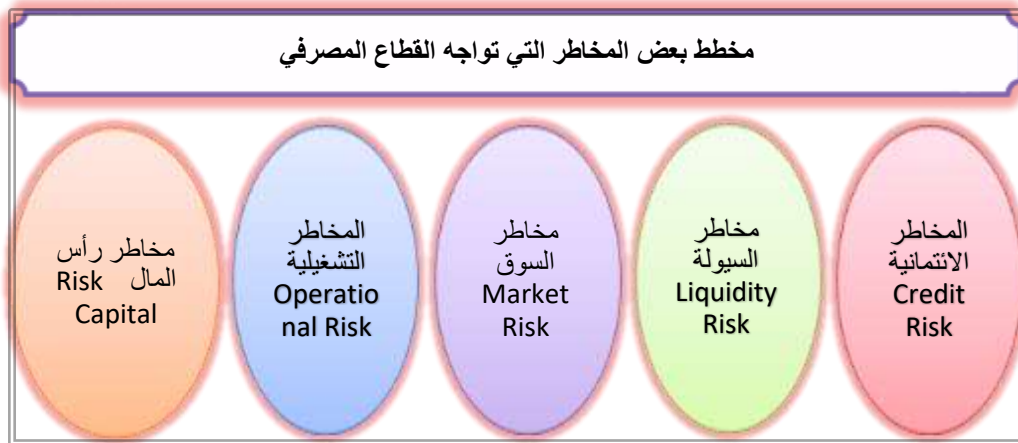 مخطط بعض المخاطر التي تواجه القطاع المصرفي
المخاطر
الائتمانية
Credit
Risk
مخاطر
السيولة
Liquidity
Risk
مخاطر
السوق
Market
Risk
المخاطر
التشغيلية
Operatio
nal Risk
مخاطر رأس
المال Risk
Capital